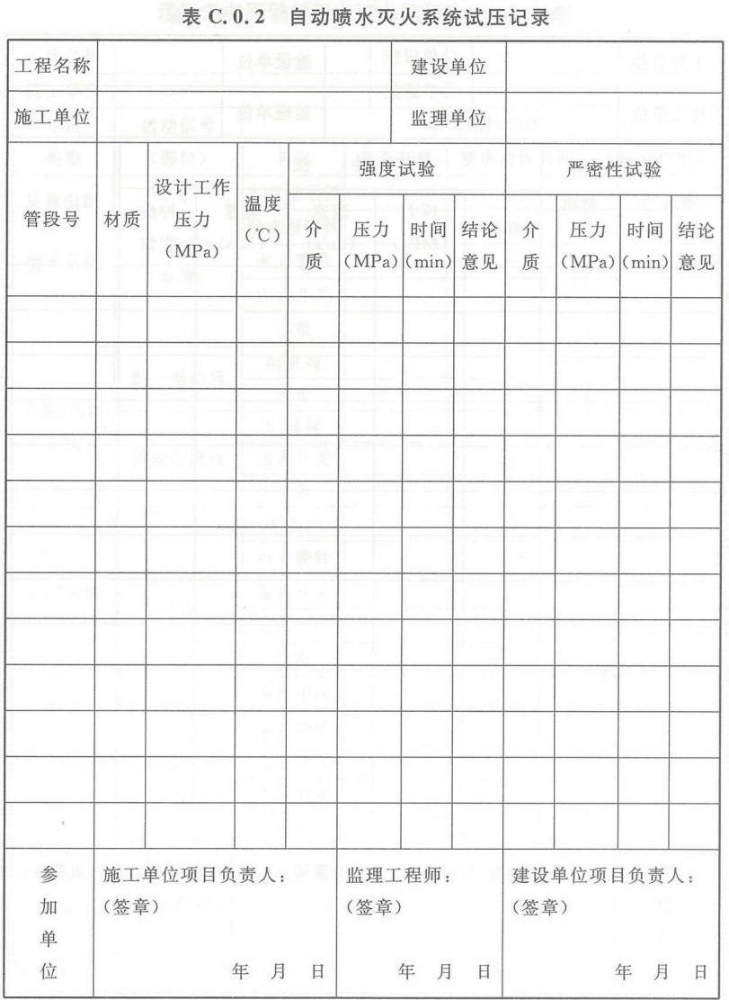 表 C.0.2 自动喷水灭火系统试压记录
工程名称 建设单位
施工单位 监理单位
管段号 材质 设计工作压力(MPa) 温度(℃) 强度试验 严密性试验
介质 压力(MPa) 时间(min) 结论意见 介质 压力(MPa) 时间(min) 结论意见
参加单位
施工单位项目负责人: 监理工程师: 建设单位项目负责人:
(签章) (签章) (签章)
年 月 日 年 月 日 年 月 日